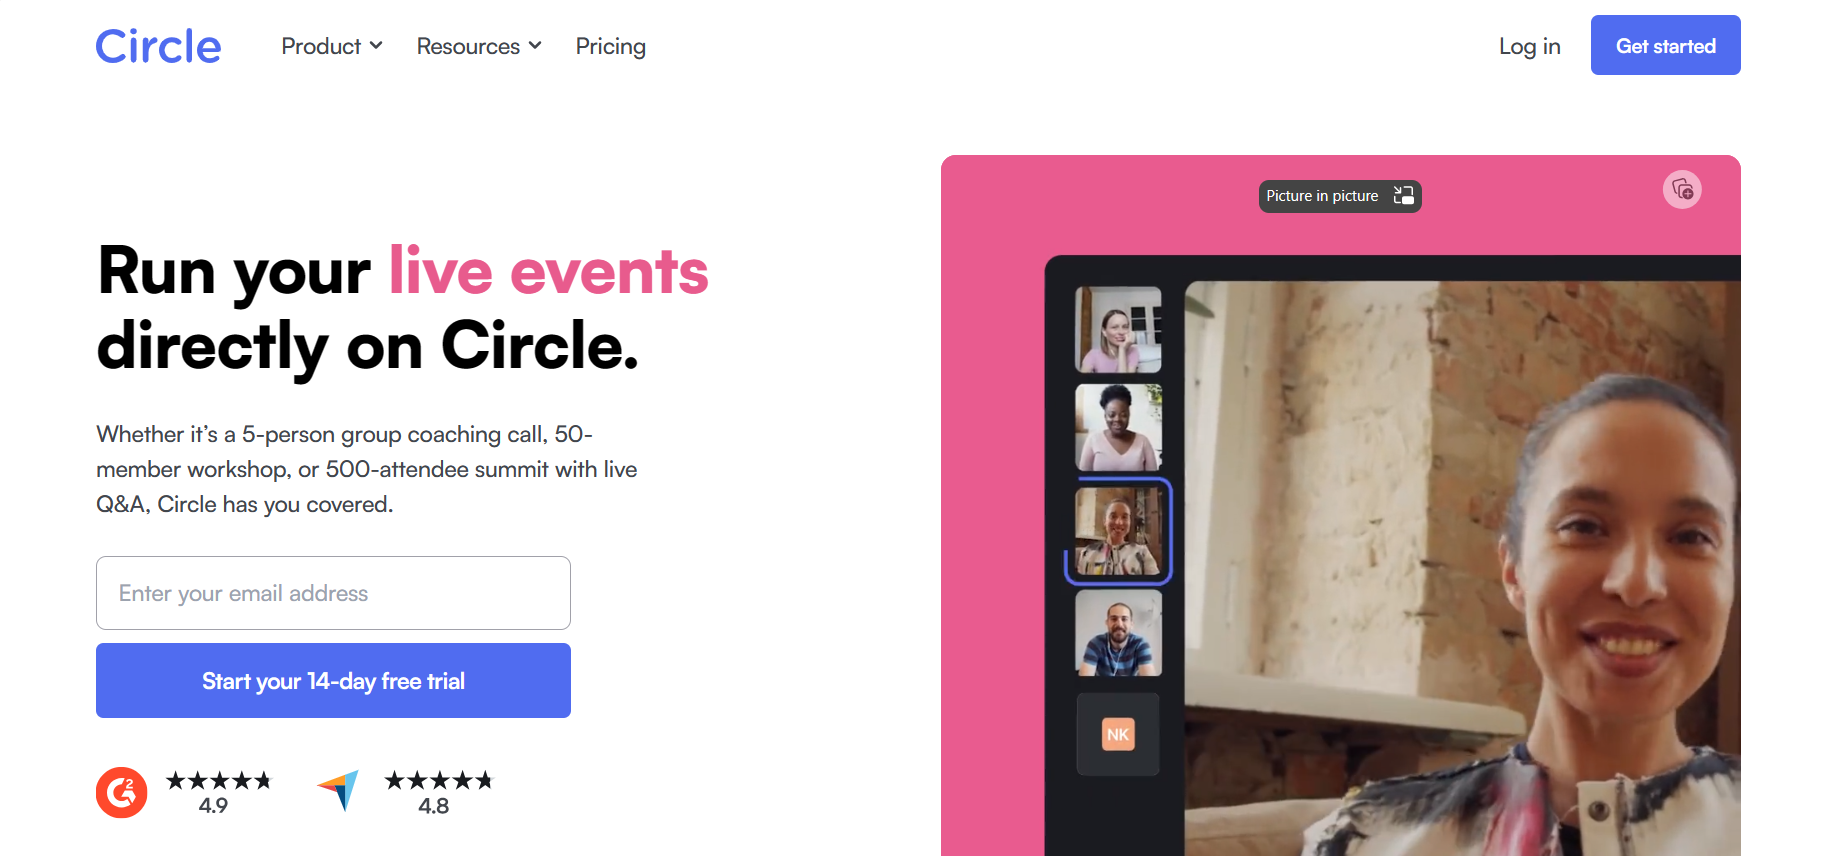 Circle
Product
Resources
Pricing
Log in
Get started
Run your live events
directly on Circle.
Whether it’s a 5-person group coaching call, 50-
member workshop, or 500-attendee summit with live
Q&A, Circle has you covered.
Enter your email address
Start your 14-day free trial
G2
4.9
4.8
Picture in picture
NK